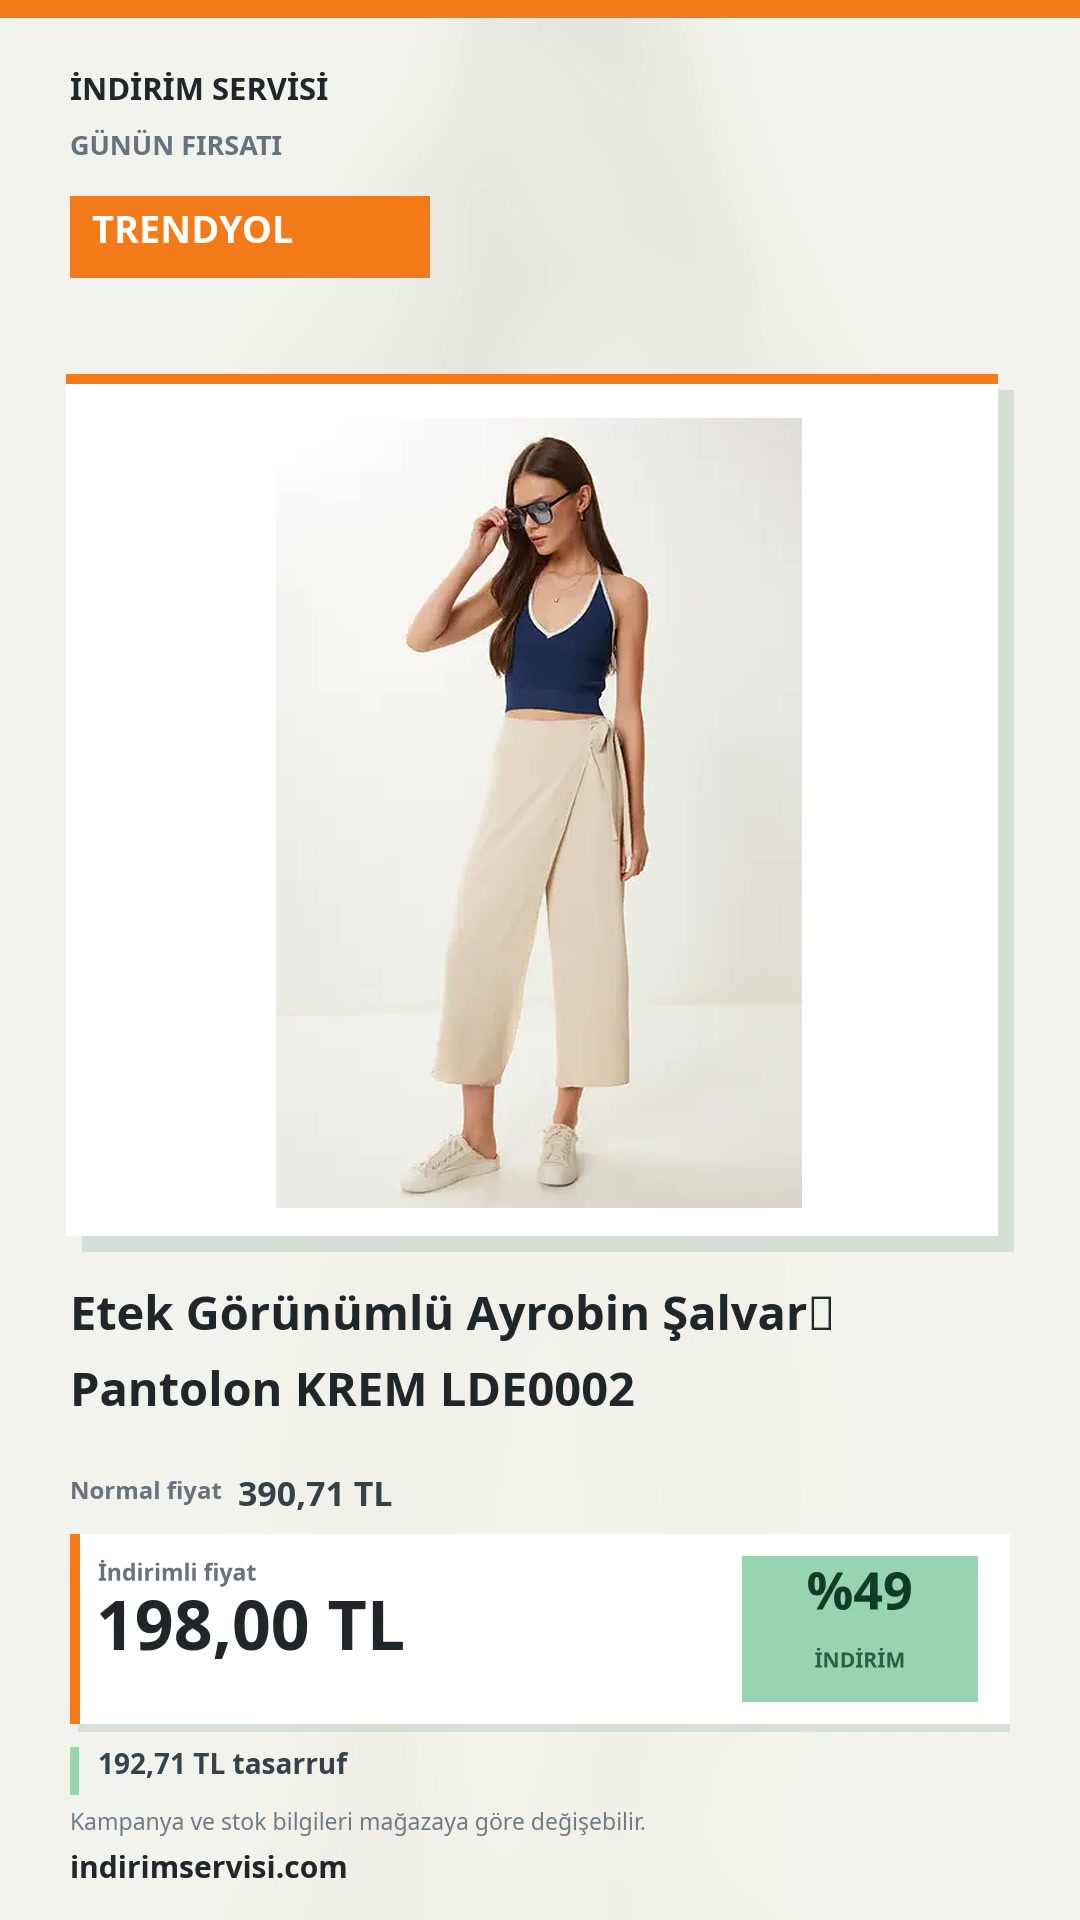 İNDİRİM SERVİSİ
GÜNÜN FIRSATI
TRENDYOL
Etek Görünümlü Ayrobin Şalvar
Pantolon KREM LDE0002
Normal fiyat 390,71 TL
İndirimli fiyat
198,00 TL
%49
İNDİRİM
192,71 TL tasarruf
Kampanya ve stok bilgileri mağazaya göre değişebilir.
indirimservisi.com